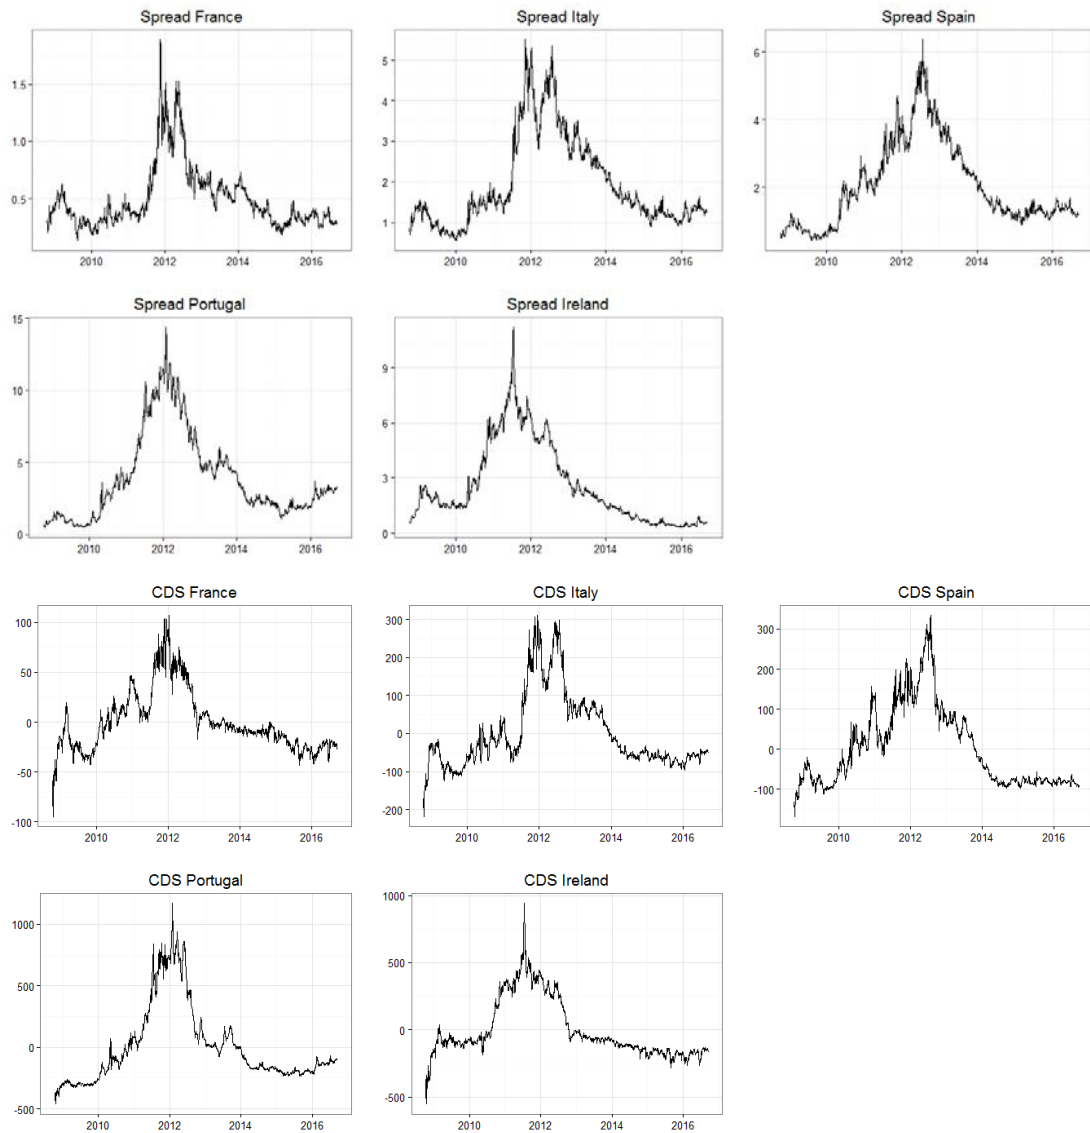 Spread France
Spread Italy
Spread Spain
1.5
1.0
0.5
2010 2012 2014 2016
5
4
3
2
1
2010 2012 2014 2016
6
4
2
2010 2012 2014 2016
Spread Portugal
Spread Ireland
15
10
5
0
2010 2012 2014 2016
9
6
3
0
2010 2012 2014 2016
CDS France
CDS Italy
CDS Spain
100
50
0
-50
-100
2010 2012 2014 2016
300
200
100
0
-100
-200
2010 2012 2014 2016
300
200
100
0
-100
2010 2012 2014 2016
CDS Portugal
CDS Ireland
1000
500
0
-500
2010 2012 2014 2016
1000
500
0
-500
2010 2012 2014 2016